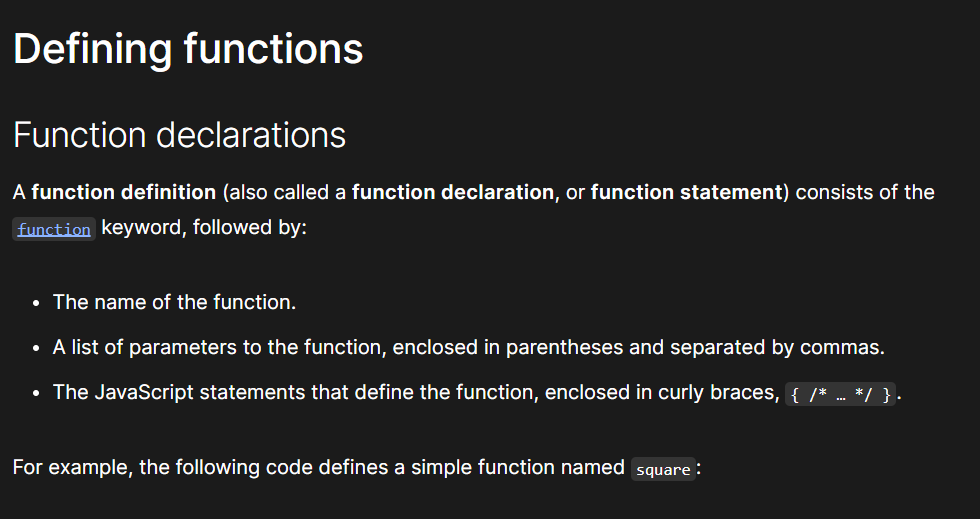 Defining functions
Function declarations
A function definition (also called a function declaration, or function statement) consists of the
function keyword, followed by:
• The name of the function.
• A list of parameters to the function, enclosed in parentheses and separated by commas.
• The JavaScript statements that define the function, enclosed in curly braces, { /* … */ }.
For example, the following code defines a simple function named square: